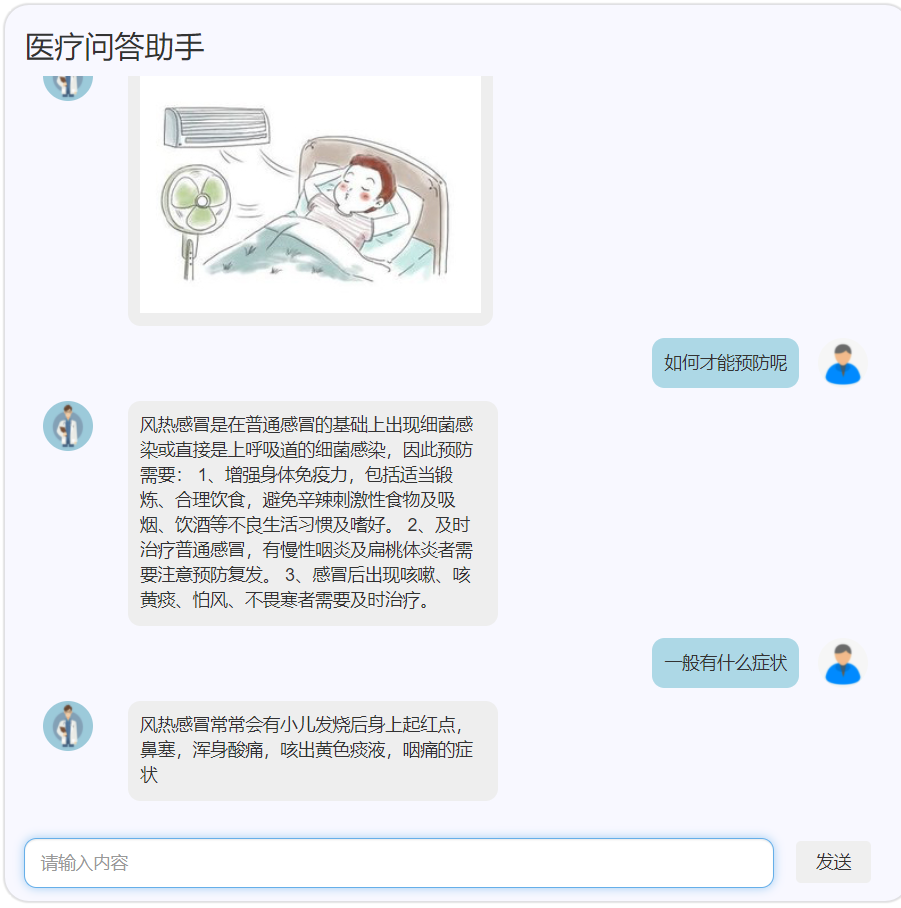 医疗问答助手
如何才能预防呢
风热感冒是在普通感冒的基础上出现细菌感
染或直接是上呼吸道的细菌感染，因此预防
需要： 1、增强身体免疫力，包括适当锻
炼、合理饮食，避免辛辣刺激性食物及吸
烟、饮酒等不良生活习惯及嗜好。 2、及时
治疗普通感冒，有慢性咽炎及扁桃体炎者需
要注意预防复发。 3、感冒后出现咳嗽、咳
黄痰、怕风、不畏寒者需要及时治疗。
一般有什么症状
风热感冒常常会有小儿发烧后身上起红点，
鼻塞，浑身酸痛，咳出黄色痰液，咽痛的症
状
请输入内容
发送